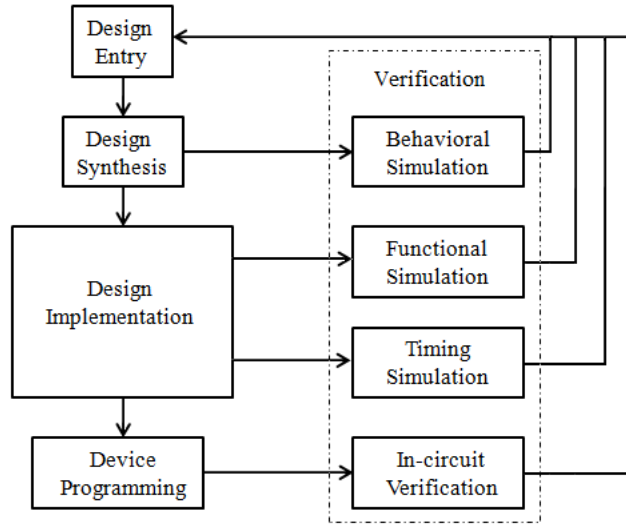 Design
Entry
Verification
Design
Synthesis
Behavioral
Simulation
Design
Implementation
Functional
Simulation
Timing
Simulation
Device
Programming
In-circuit
Verification